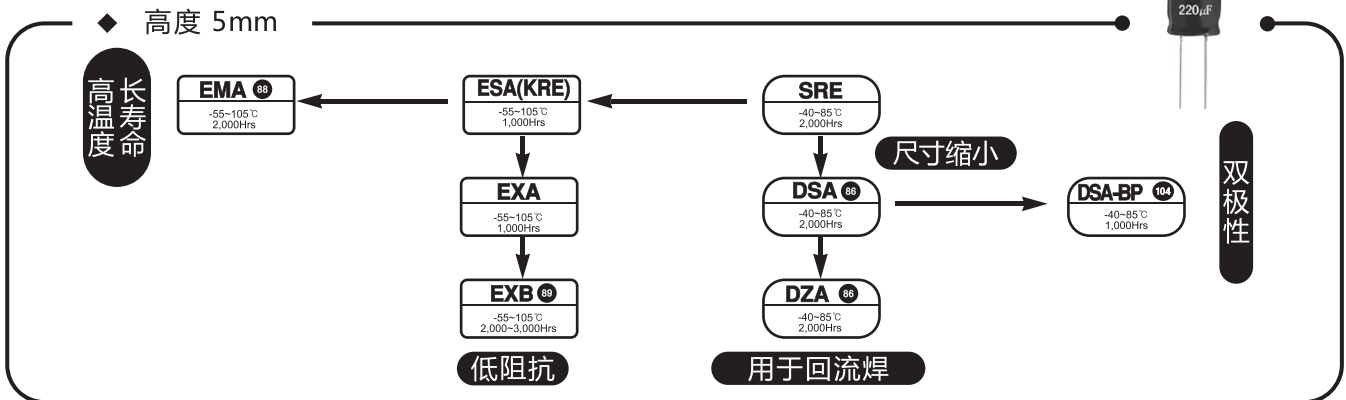 ◆ 高度 5mm
220μF
长寿命
高温度
EMA 88
-55~105℃
2,000Hrs
ESA(KRE)
-55~105℃
1,000Hrs
SRE
-40~85℃
2,000Hrs
尺寸缩小
EXA
-55~105℃
1,000Hrs
DSA 86
-40~85℃
2,000Hrs
DSA-BP 104
-40~85℃
1,000Hrs
双极性
EXB 89
-55~105℃
2,000~3,000Hrs
DZA 86
-40~85℃
2,000Hrs
低阻抗
用于回流焊